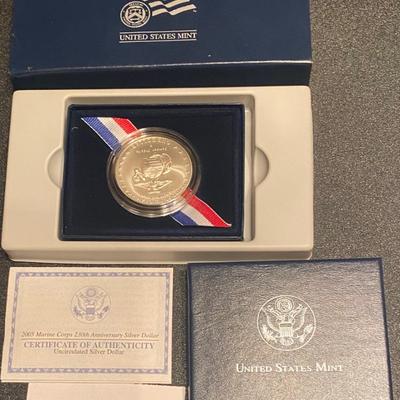 UNITED STATES MINT
2005 Marine Corps 230th Anniversary Silver Dollar
CERTIFICATE OF AUTHENTICITY
Uncirculated Silver Dollar
UNITED STATES MINT